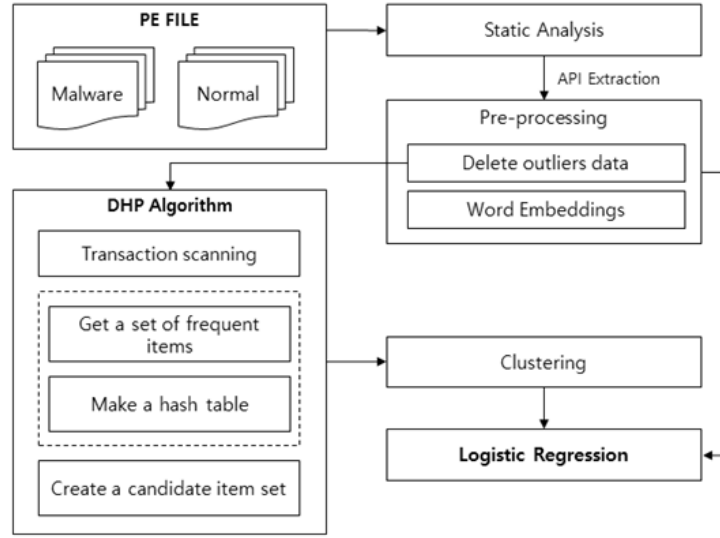 PE FILE
Malware
Normal
Static Analysis
API Extraction
Pre-processing
Delete outliers data
Word Embeddings
DHP Algorithm
Transaction scanning
Get a set of frequent
items
Make a hash table
Create a candidate item set
Clustering
Logistic Regression